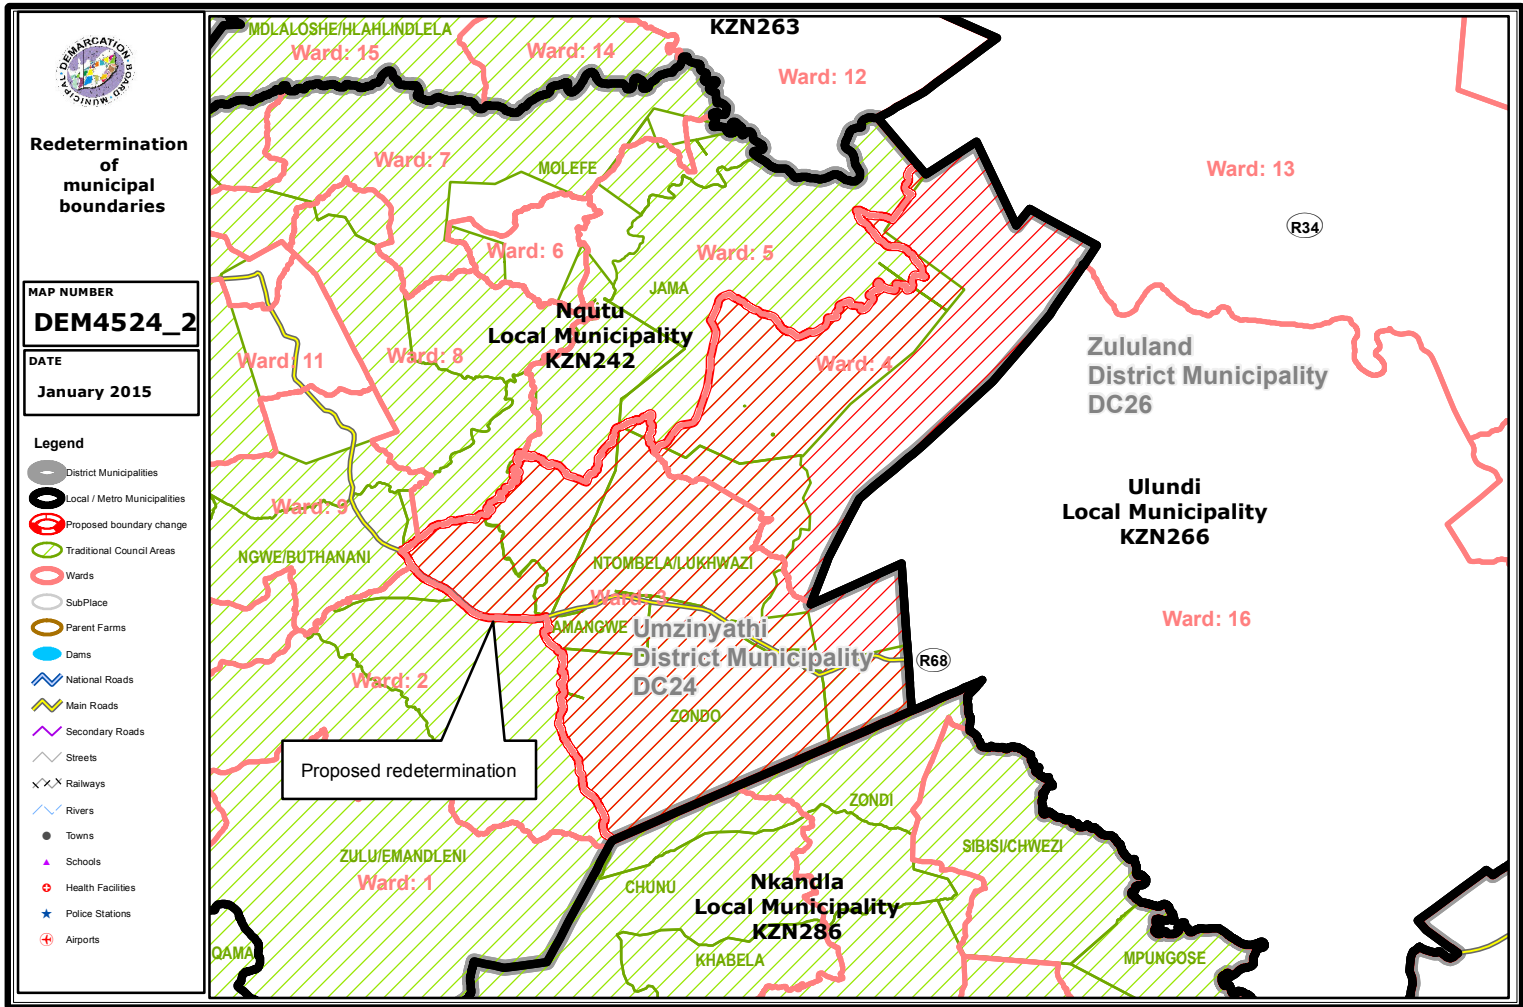 MUNICIPAL DEMARCATION BOARD
Redetermination
of
municipal
boundaries
MAP NUMBER
DEM4524_2
DATE
January 2015
Legend
District Municipalities
Local / Metro Municipalities
Proposed boundary change
Traditional Council Areas
Wards
SubPlace
Parent Farms
Dams
National Roads
Main Roads
Secondary Roads
Streets
Railways
Rivers
Towns
Schools
Health Facilities
Police Stations
Airports
MDLALOSHE/HLAHLINDLELA
Ward: 15
Ward: 14
KZN263
Ward: 12
Ward: 7
MOLEFE
Ward: 13
R34
Ward: 6
Ward: 5
JAMA
Nqutu
Local Municipality
KZN242
Ward: 11
Ward: 8
Ward: 4
Zululand
District Municipality
DC26
Ward: 9
Ulundi
Local Municipality
KZN266
NGWE/BUTHANANI
NTOMBELA/LUKHWAZI
Ward: 3
AMANGWE
Umzinyathi
District Municipality
DC24
R68
Ward: 16
Ward: 2
ZONDO
Proposed redetermination
ZONDI
SIBISI/CHWEZI
ZULU/EMANDLENI
Ward: 1
CHUNU
Nkandla
Local Municipality
KZN286
QAMA
KHABELA
MPUNGOSE